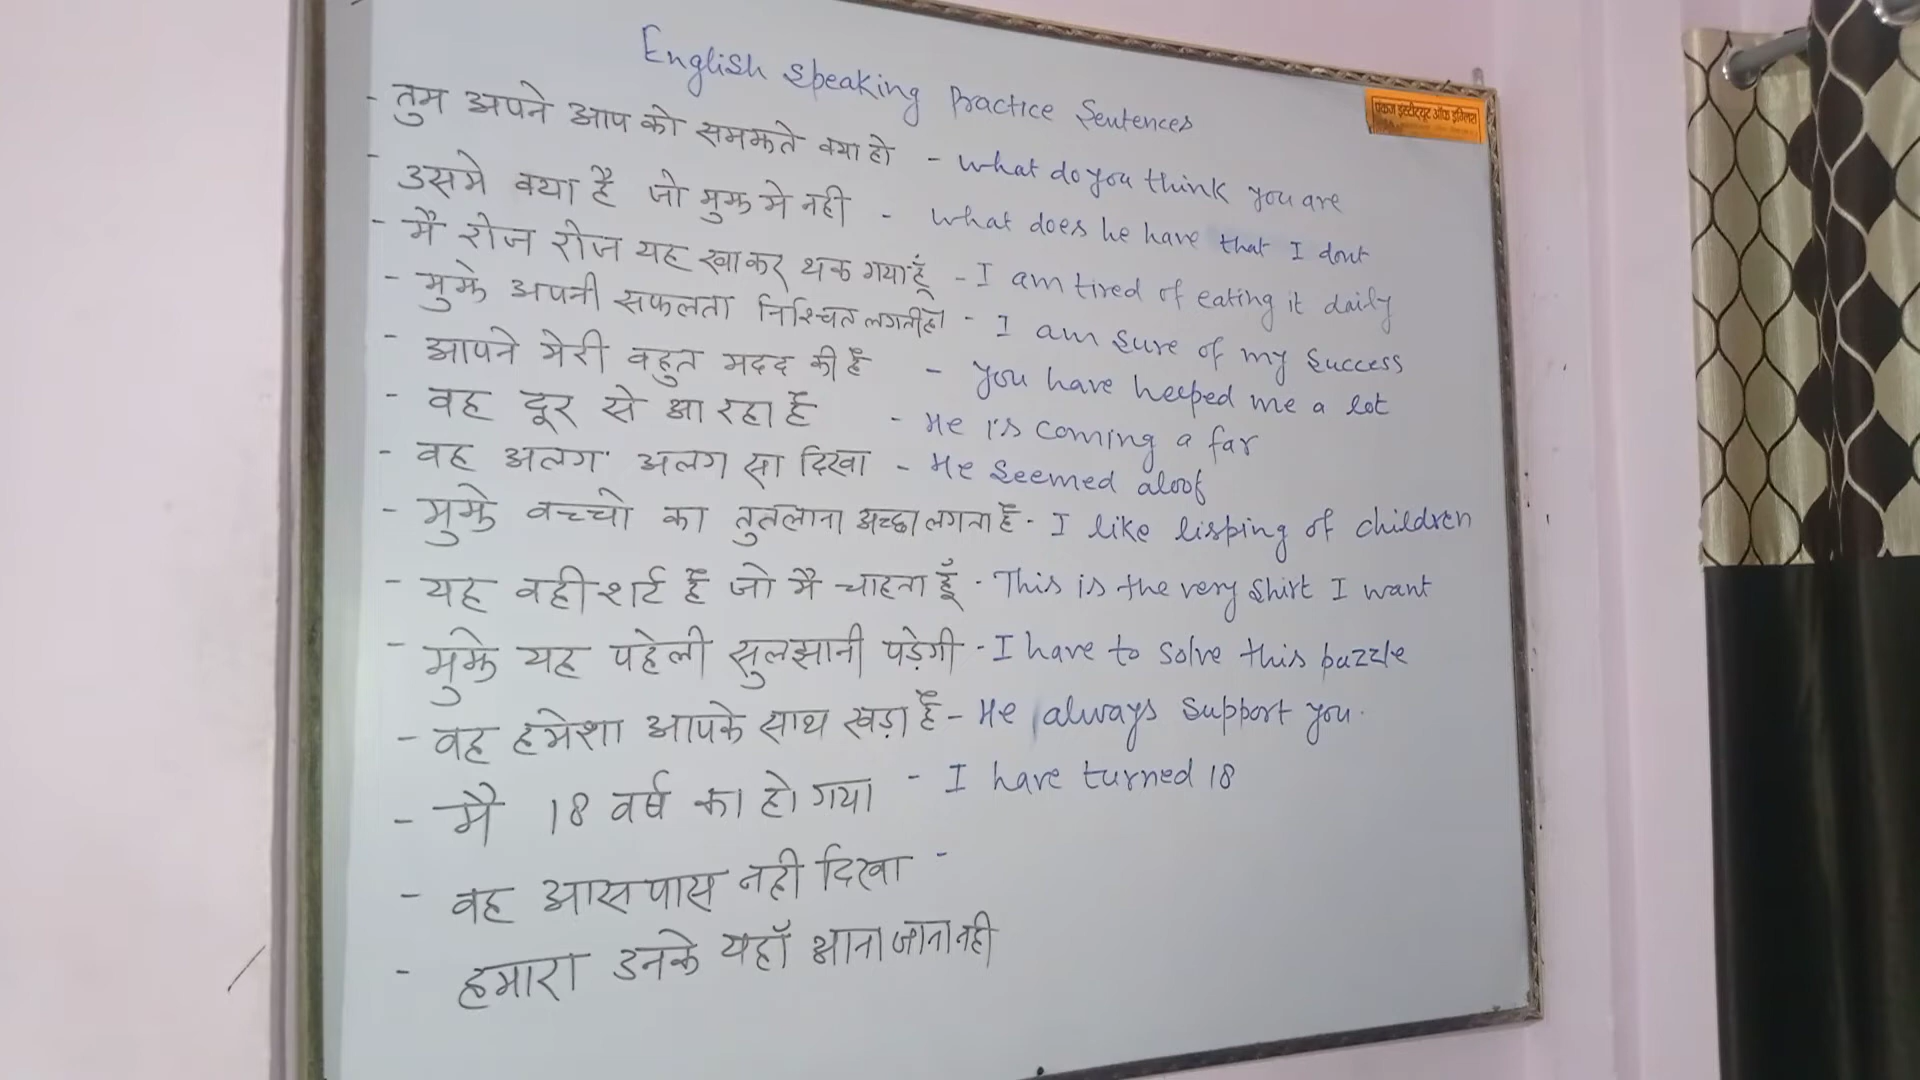 English Speaking Practice Sentences
पंकज इंस्टीट्यूट ऑफ इंग्लिश
- तुम अपने आप को समझते क्या हो - what do you think you are
- उसमे क्या है जो मुझ मे नही - what does he have that I dont
- मै रोज रोज यह खाकर थक गया हूँ - I am tired of eating it daily
- मुझे अपनी सफलता निश्चित लगती है - I am sure of my success
- आपने मेरी बहुत मदद की है - you have helped me a lot
- वह दूर से आ रहा है - He is coming a far
- वह अलग अलग सा दिखा - He seemed aloof
- मुझे बच्चो का तुतलाना अच्छा लगता है - I like lisping of children
- यह वही शर्ट है जो मै चाहता हूँ - This is the very shirt I want
- मुझे यह पहेली सुलझानी पड़ेगी - I have to solve this puzzle
- वह हमेशा आपके साथ खड़ा है - He always support you.
- मै 18 वर्ष का हो गया - I have turned 18
- वह आसपास नही दिखा -
- हमारा उनके यहाँ आना जाना नही